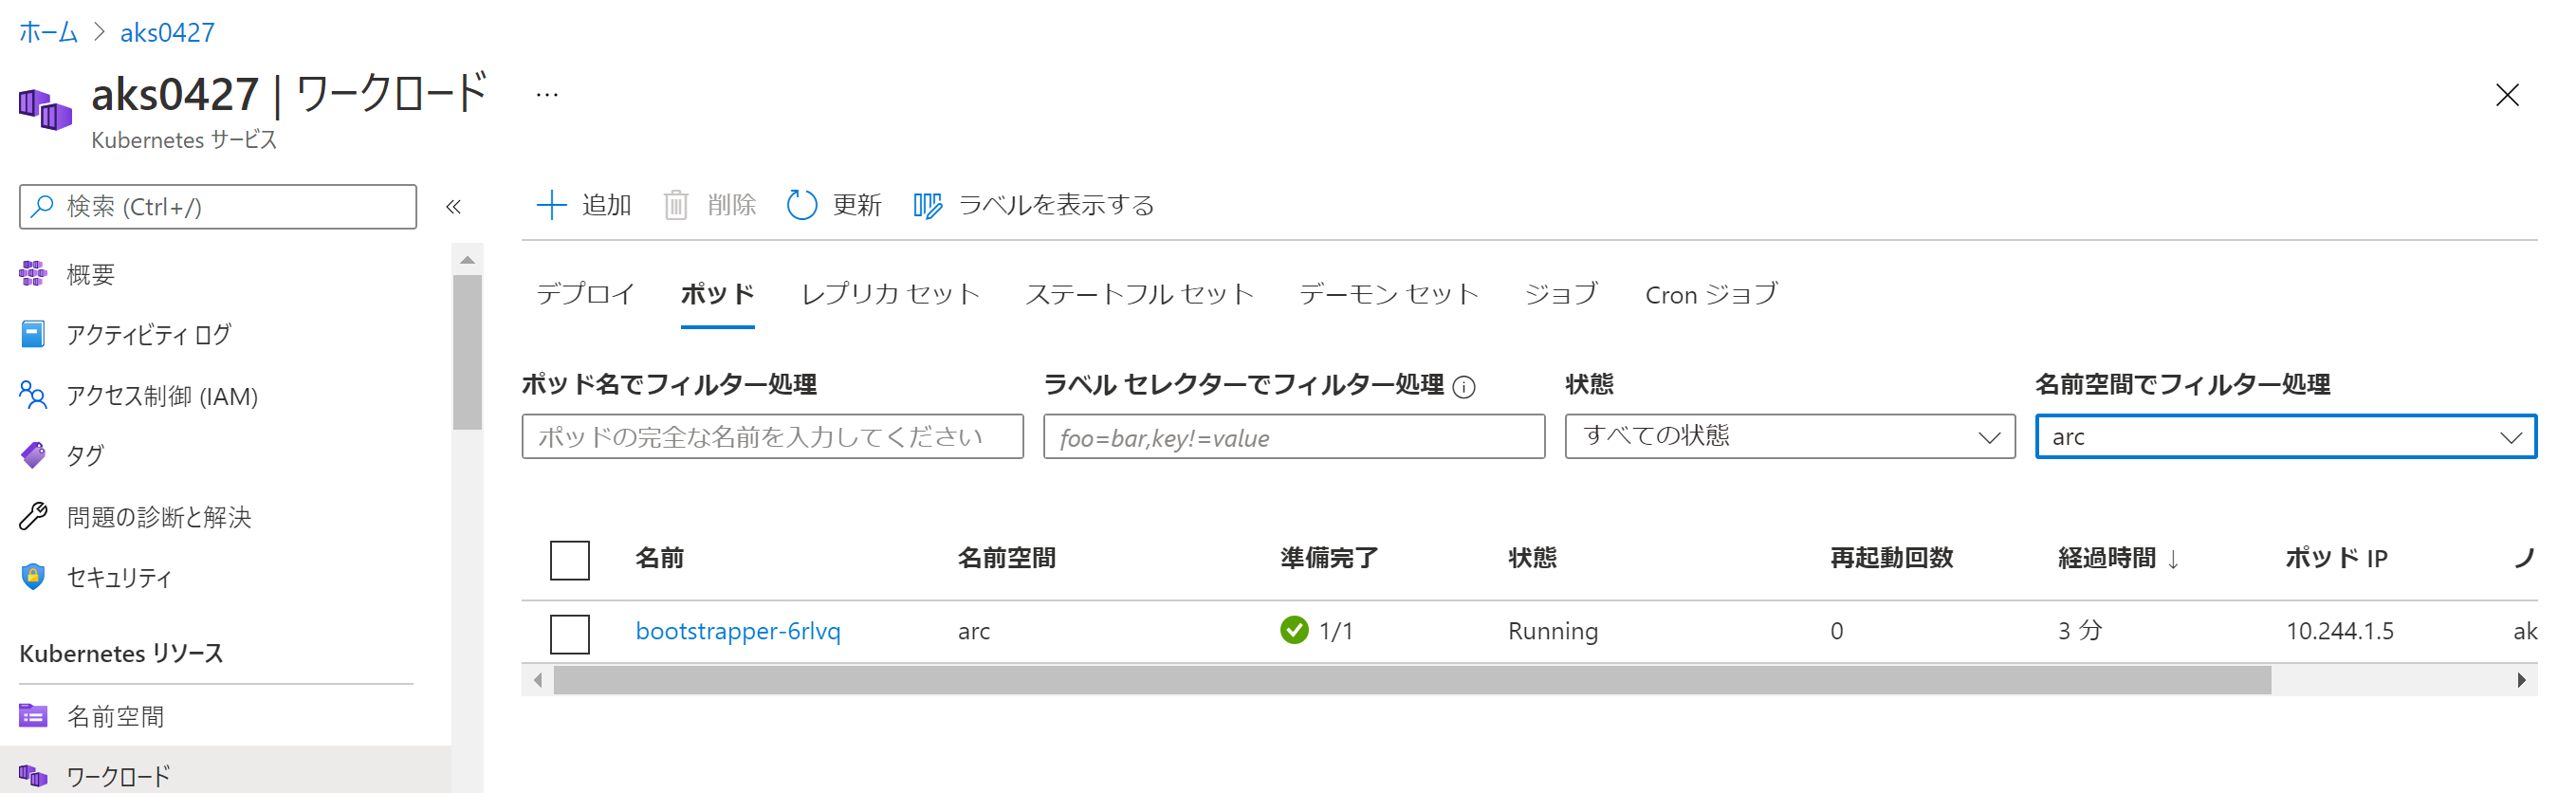 ホーム > aks0427
aks0427 | ワークロード …
Kubernetes サービス
検索 (Ctrl+/) «
概要
アクティビティ ログ
アクセス制御 (IAM)
タグ
問題の診断と解決
セキュリティ
Kubernetes リソース
名前空間
ワークロード
追加 削除 更新 ラベルを表示する
デプロイ ポッド レプリカ セット ステートフル セット デーモン セット ジョブ Cron ジョブ
ポッド名でフィルター処理 ラベル セレクターでフィルター処理 状態 名前空間でフィルター処理
ポッドの完全な名前を入力してください foo=bar,key!=value すべての状態 arc
名前 名前空間 準備完了 状態 再起動回数 経過時間 ↓ ポッド IP ノ
bootstrapper-6rlvq arc 1/1 Running 0 3 分 10.244.1.5 ak